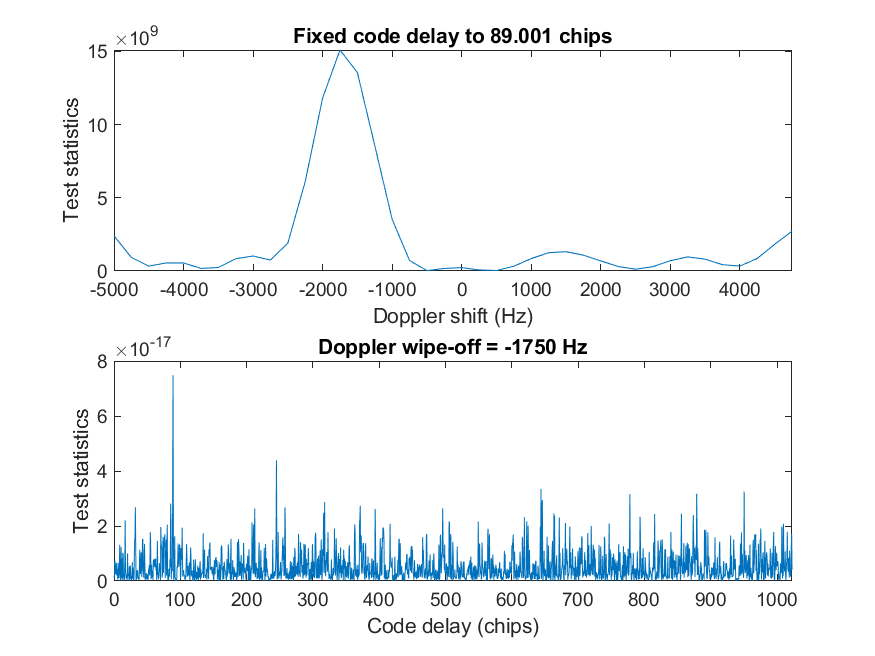 ×10^9
Fixed code delay to 89.001 chips
15
10
5
0
Test statistics
-5000 -4000 -3000 -2000 -1000 0 1000 2000 3000 4000
Doppler shift (Hz)
×10^-17
Doppler wipe-off = -1750 Hz
8
6
4
2
0
Test statistics
0 100 200 300 400 500 600 700 800 900 1000
Code delay (chips)